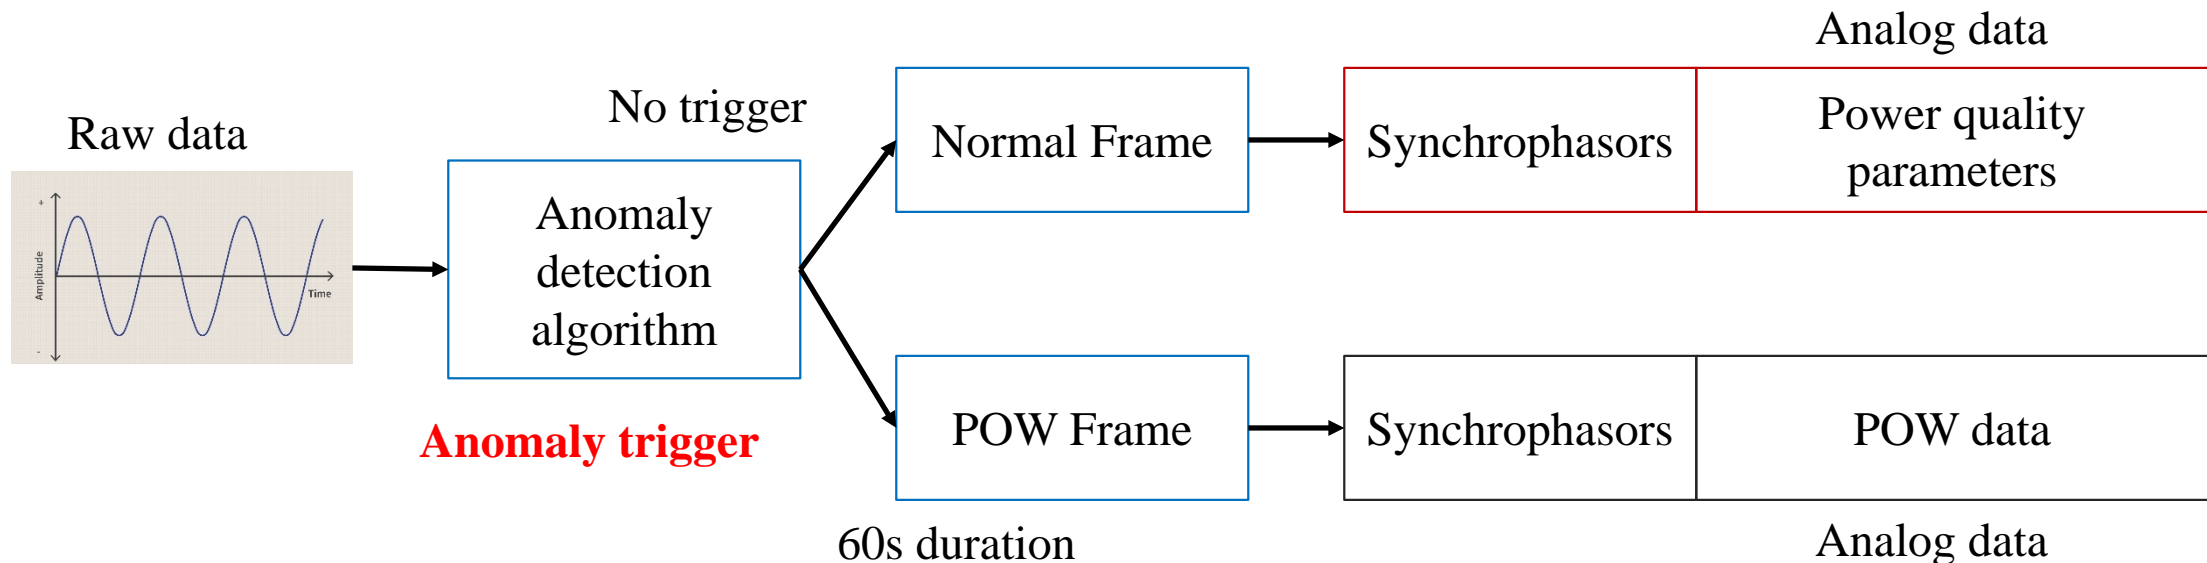 Analog data
No trigger
Raw data
+
Amplitude
Time
-
Anomaly
detection
algorithm
Anomaly trigger
Normal Frame
Synchrophasors
Power quality
parameters
POW Frame
Synchrophasors
POW data
60s duration
Analog data